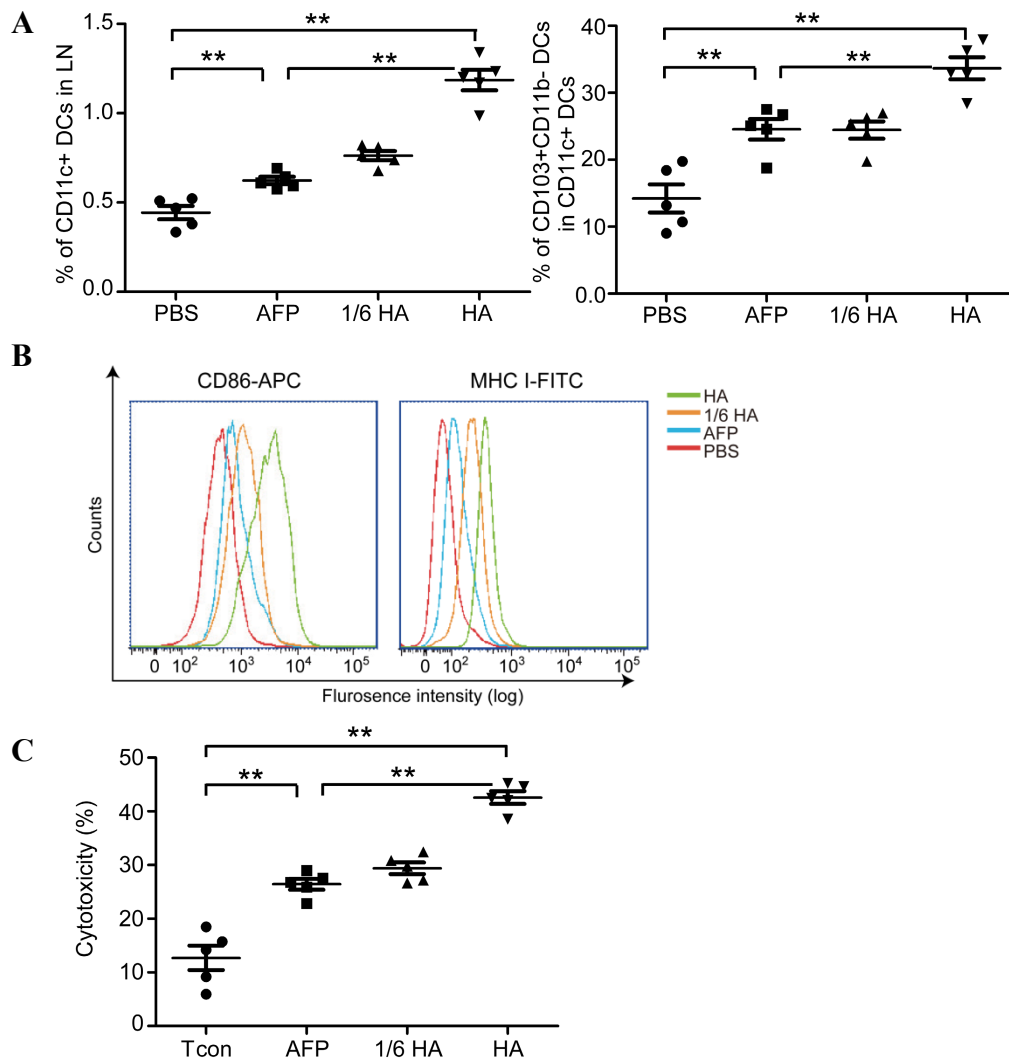 A
% of CD11c+ DCs in LN
1.5
1.0
0.5
0.0
**
**
**
PBS
AFP
1/6 HA
HA
% of CD103+CD11b- DCs
in CD11c+ DCs
40
30
20
10
0.0
**
**
**
PBS
AFP
1/6 HA
HA
B
CD86-APC
MHC I-FITC
HA
1/6 HA
AFP
PBS
Counts
0 10² 10³ 10⁴ 10⁵
0 10² 10³ 10⁴ 10⁵
Flurosence intensity (log)
C
Cytotoxicity (%)
50
40
30
20
10
0
**
**
**
Tcon
AFP
1/6 HA
HA